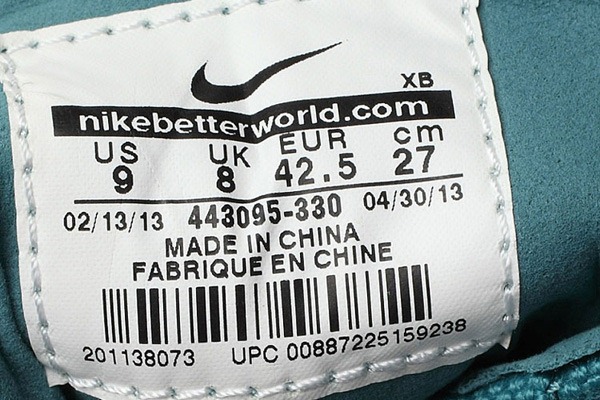 XB
nikebetterworld.com
US UK EUR cm
9 8 42.5 27
02/13/13 443095-330 04/30/13
MADE IN CHINA
FABRIQUE EN CHINE
201138073 UPC 00887225159238